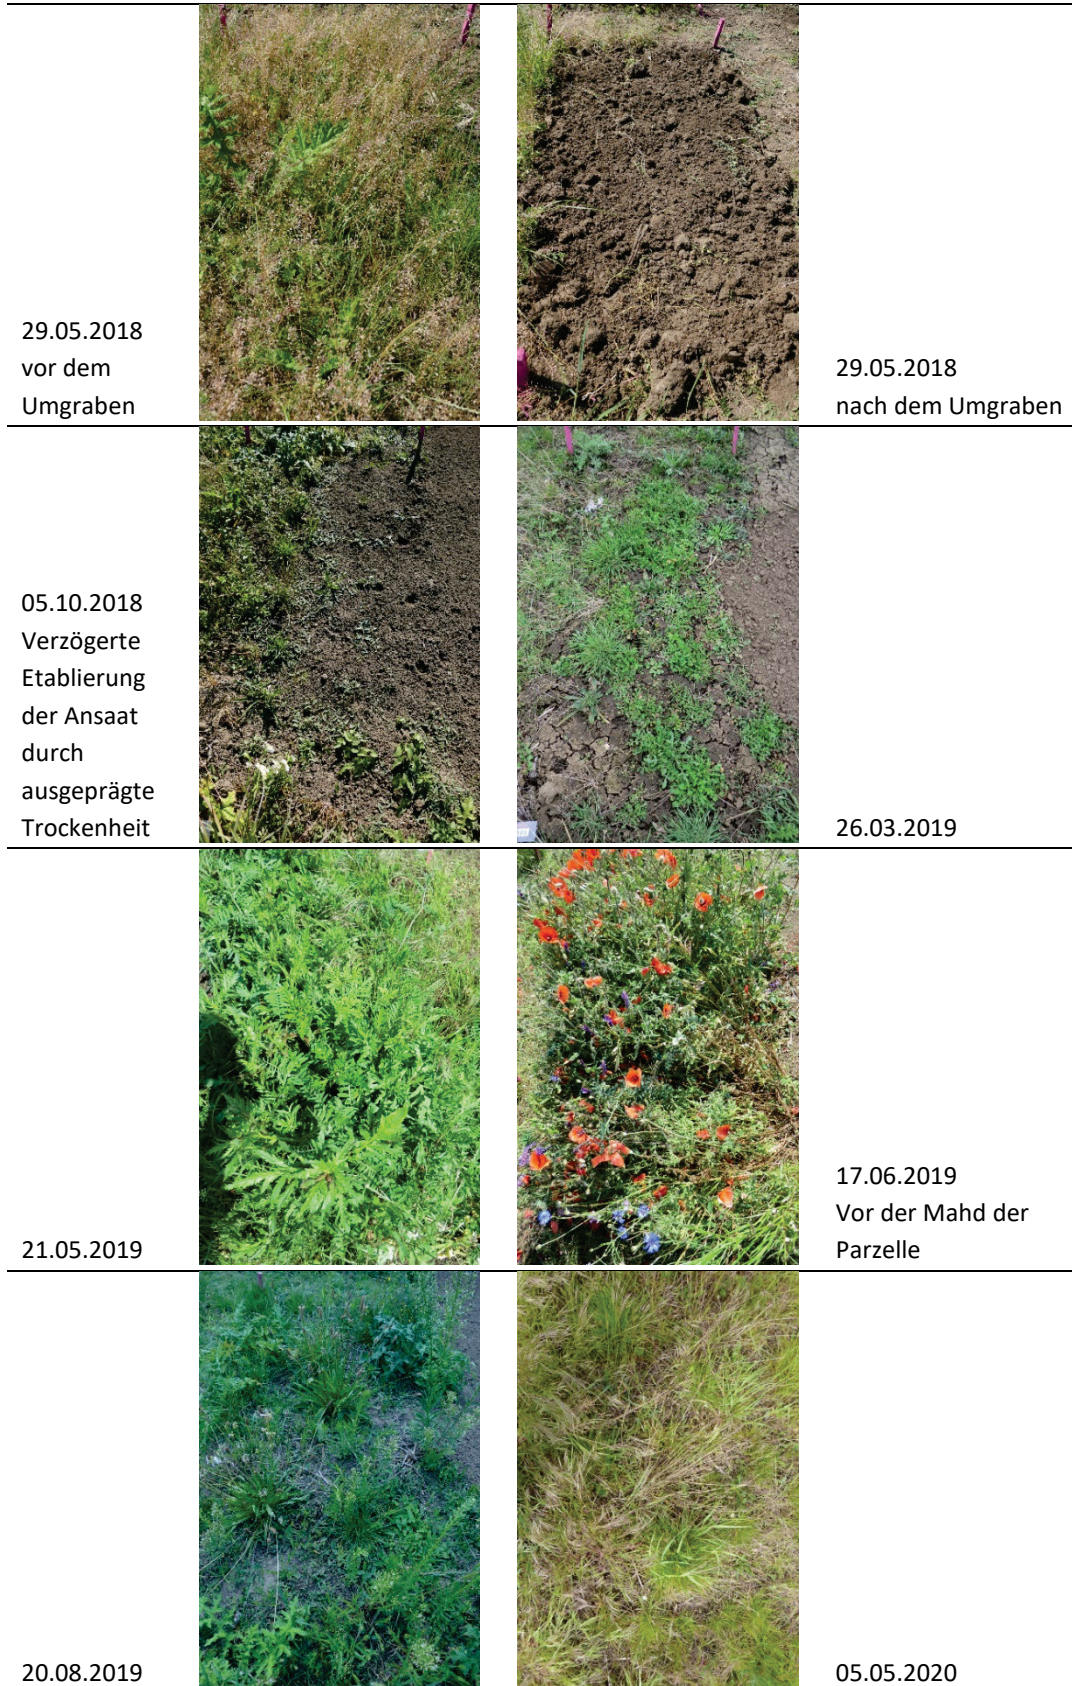 29.05.2018
vor dem
Umgraben
29.05.2018
nach dem Umgraben
05.10.2018
Verzögerte
Etablierung
der Ansaat
durch
ausgeprägte
Trockenheit
26.03.2019
21.05.2019
17.06.2019
Vor der Mahd der
Parzelle
20.08.2019
05.05.2020